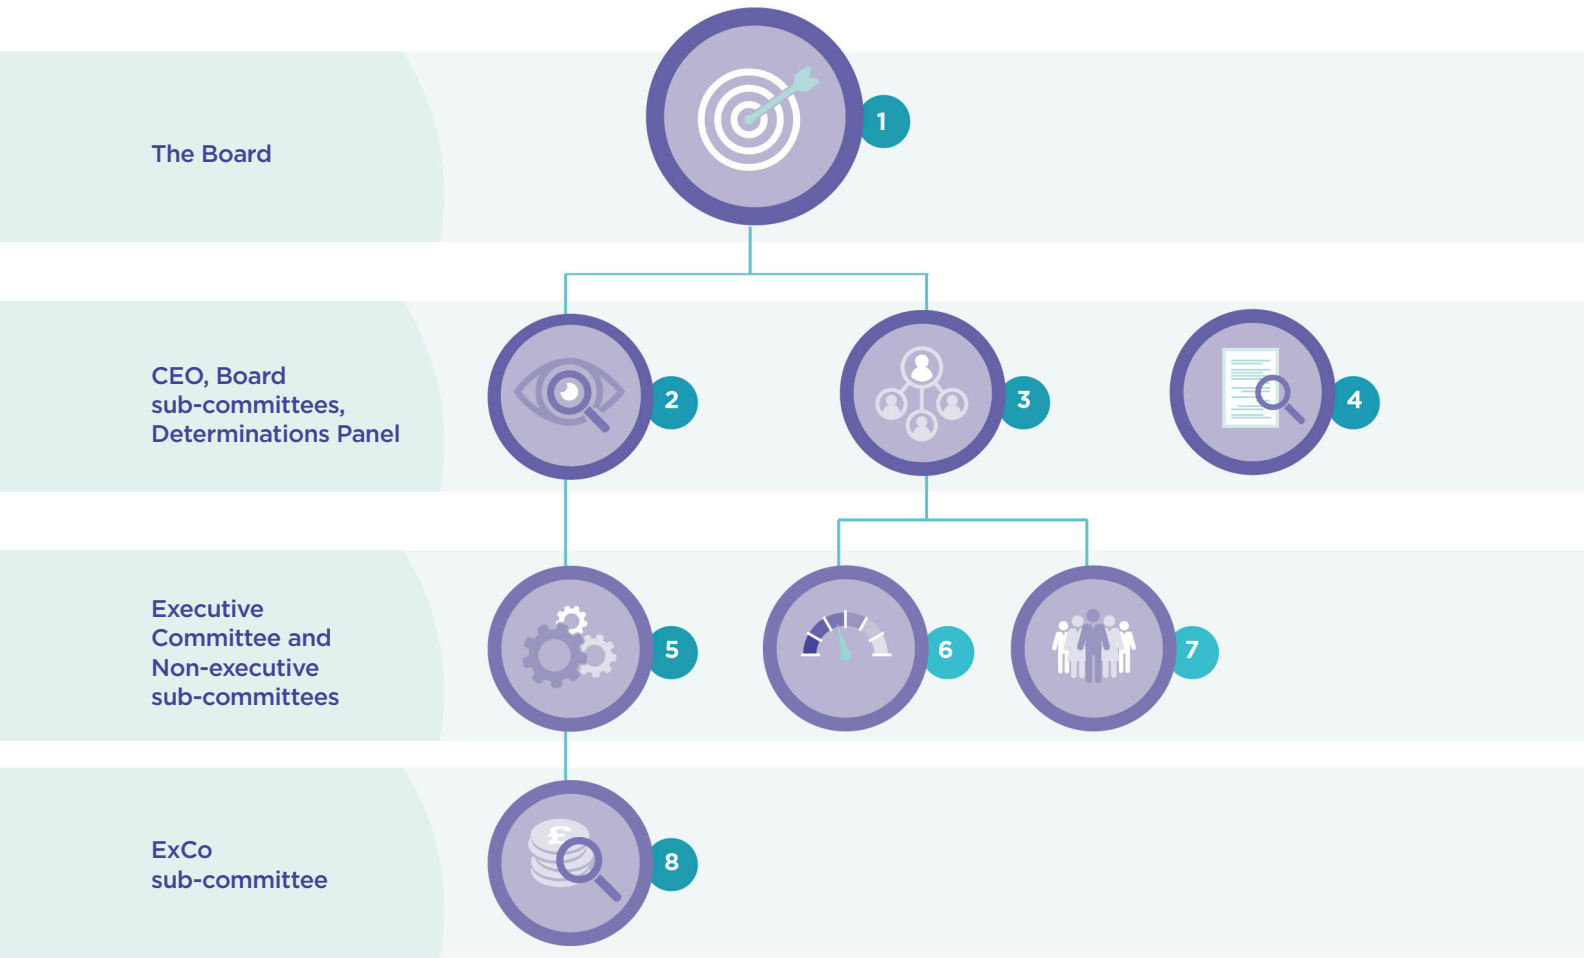 The Board
1
CEO, Board
sub-committees,
Determinations Panel
2
3
4
Executive
Committee and
Non-executive
sub-committees
5
6
7
ExCo
sub-committee
£
8